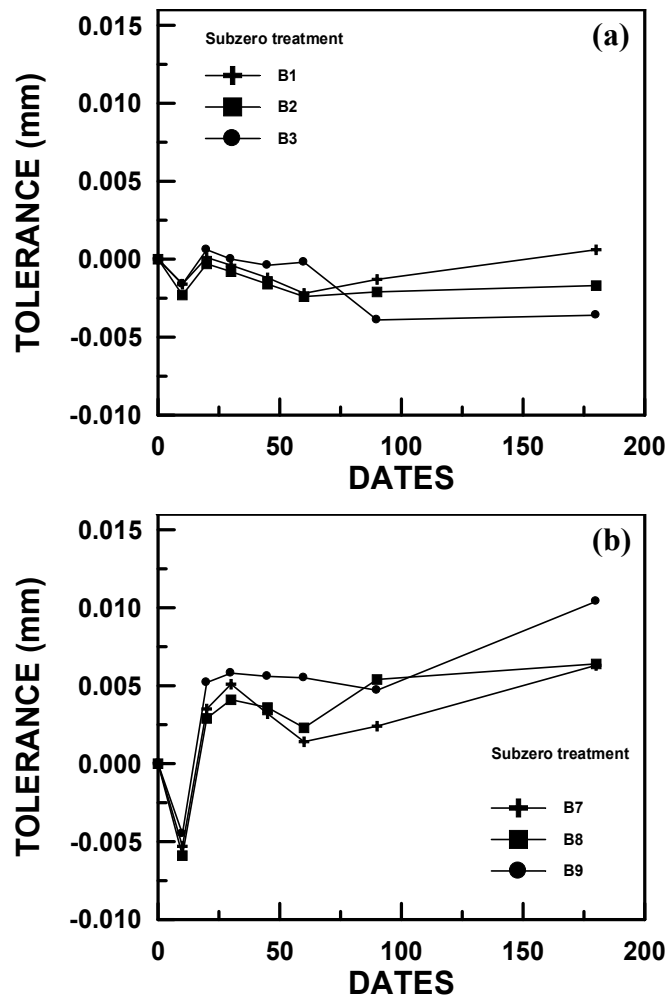 (a)
Subzero treatment
B1
B2
B3
TOLERANCE (mm)
0.015
0.010
0.005
0.000
-0.005
-0.010
0 50 100 150 200
DATES
(b)
TOLERANCE (mm)
0.015
0.010
0.005
0.000
-0.005
-0.010
Subzero treatment
B7
B8
B9
0 50 100 150 200
DATES